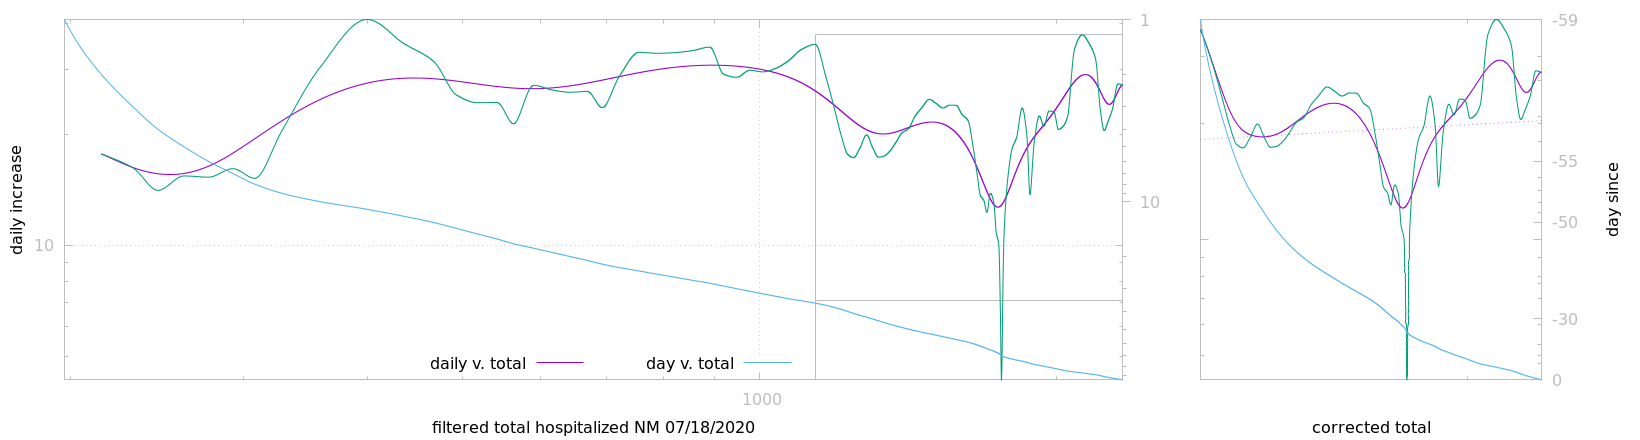 1
-59
daily increase
10
10
-55
-50
-30
0
day since
daily v. total
day v. total
1000
filtered total hospitalized NM 07/18/2020
corrected total